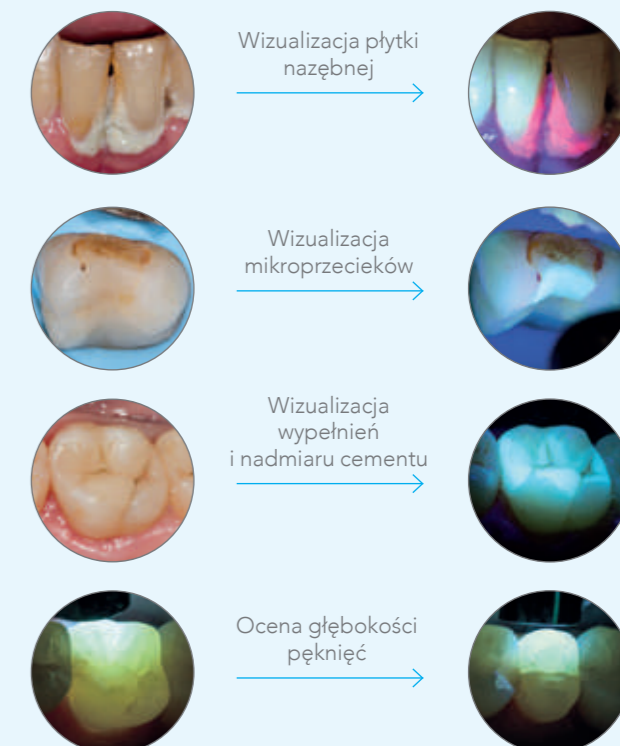 Wizualizacja płytki
nazębnej
Wizualizacja
mikroprzecieków
Wizualizacja
wypełnień
i nadmiaru cementu
Ocena głębokości
pęknięć